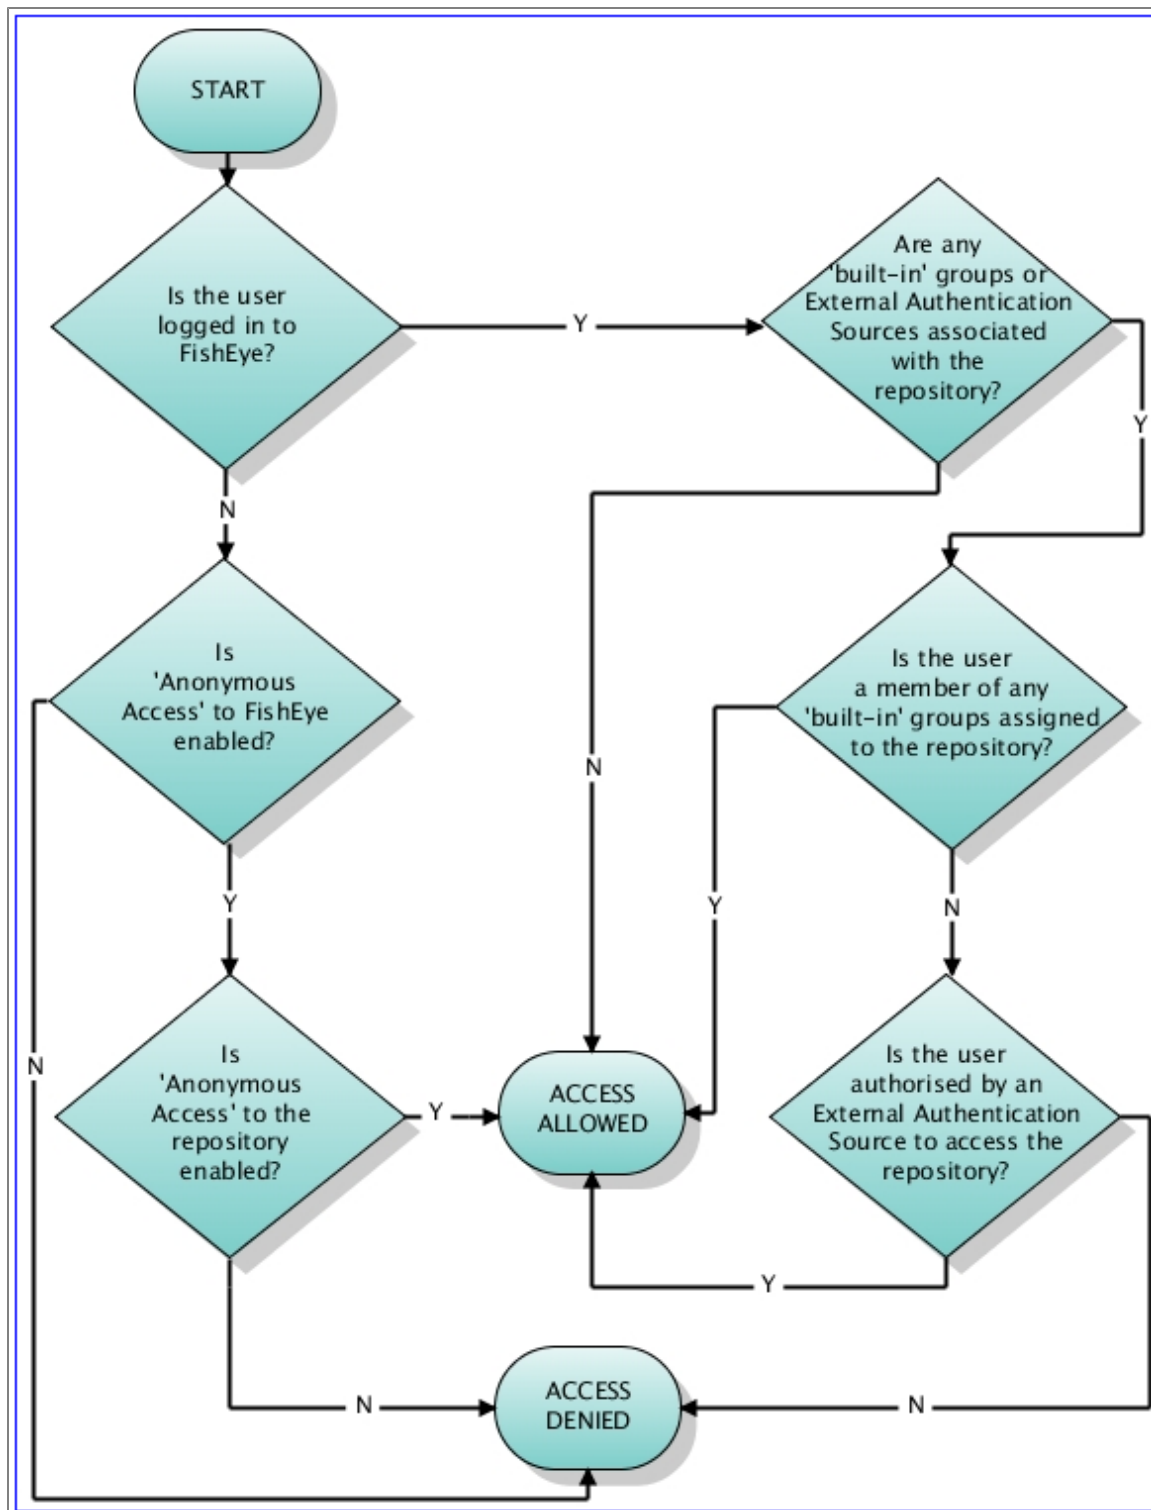 START
Is the user
logged in to
FishEye?
Y
Are any
'built-in' groups or
External Authentication
Sources associated
with the
repository?
Y
N
Is
'Anonymous
Access' to FishEye
enabled?
N
Is the user
a member of any
'built-in' groups assigned
to the repository?
Y
Y
N
N
Is
'Anonymous
Access' to the
repository
enabled?
Y
ACCESS
ALLOWED
Is the user
authorised by an
External Authentication
Source to access the
repository?
Y
N
ACCESS
DENIED
N